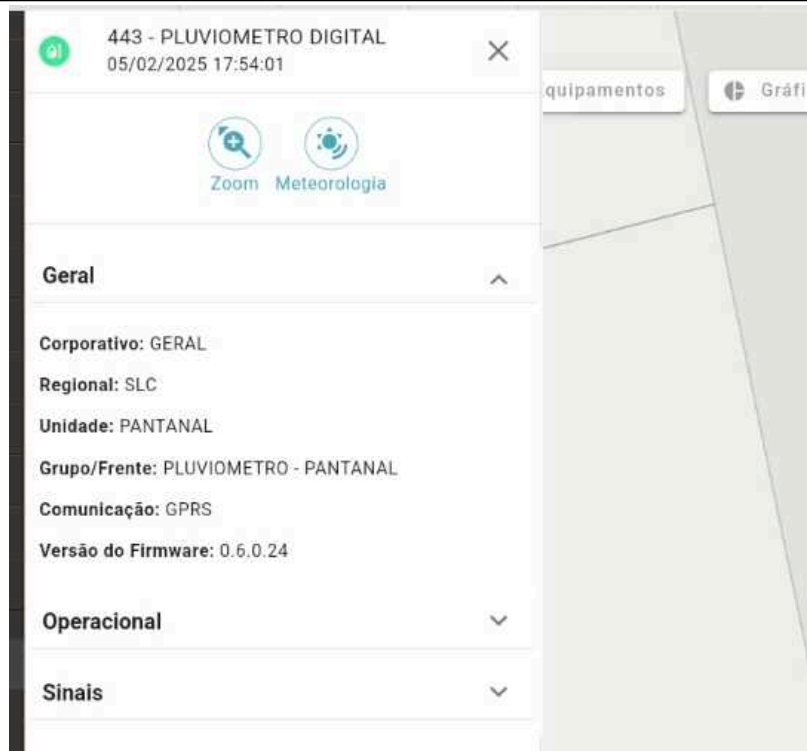 443 - PLUVIOMETRO DIGITAL
05/02/2025 17:54:01
quipamentos
Gráfi
Zoom
Meteorologia
Geral
Corporativo: GERAL
Regional: SLC
Unidade: PANTANAL
Grupo/Frente: PLUVIOMETRO - PANTANAL
Comunicação: GPRS
Versão do Firmware: 0.6.0.24
Operacional
Sinais